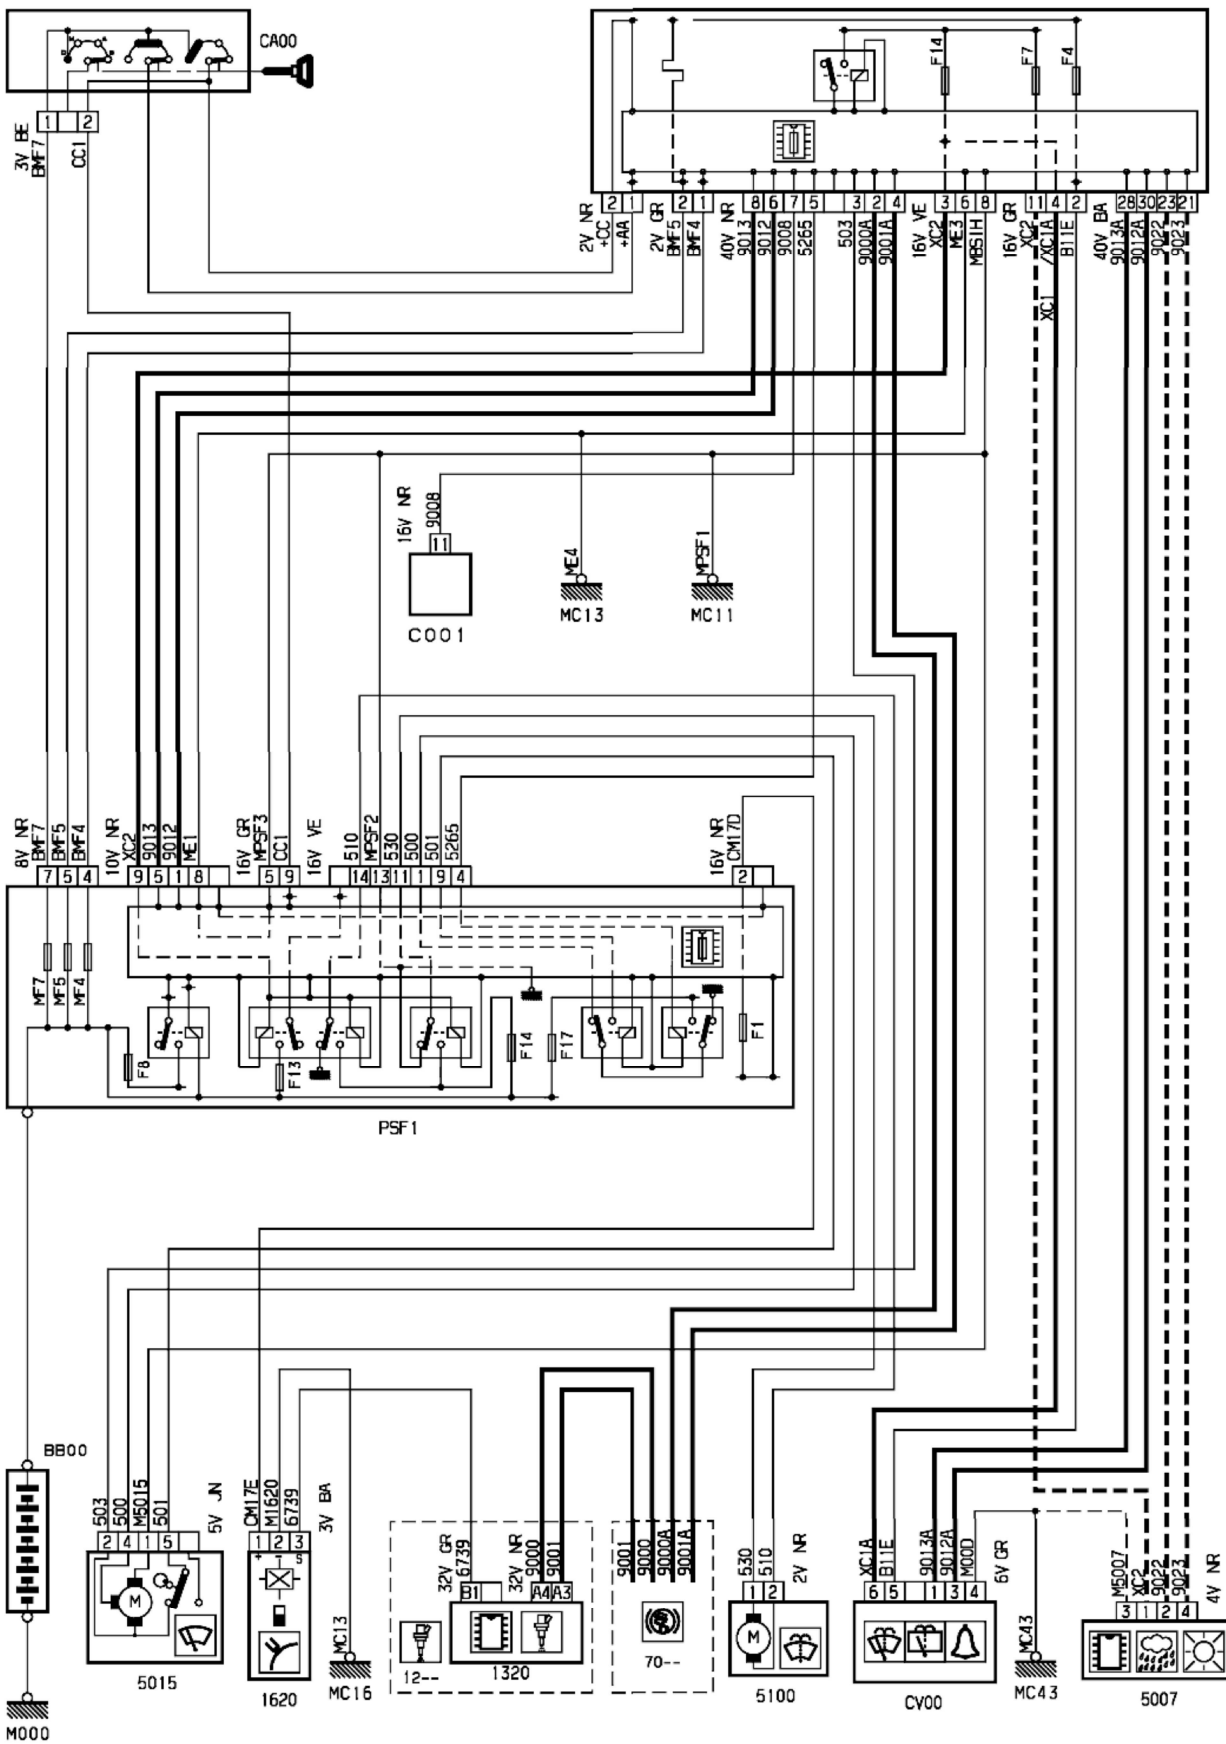 CA00
1 2
3V BE
BMF7
CC1
F14
F7
F4
2 1
2 1
8 6 7 5 3 2 4
3 6 8
11 4 2
28 30 23 21
2V NR
+CC
+AA
2V GR
BMF5
BMF4
40V NR
9013
9012
9008
5265
503
9000A
9001A
16V VE
XC2
ME3
MBSIH
16V GR
XC2
/XC1A
B11E
40V BA
9013A
9012A
9022
9023
XC1
16V NR
9008
11
C001
ME4
MC13
MPSF1
MC11
8V NR
BMF7
BMF5
BMF4
10V NR
XC2
9013
9012
ME1
16V GR
MPSF3
CC1
16V VE
510
MPSF2
530
500
501
5265
16V NR
CM17D
7 5 4
9 5 1 8
5 9
14 13 11 1 9 4
2
MF7
MF5
MF4
F8
F13
F14
F17
F1
PSF1
BB00
M000
503
500
M5015
501
5V JN
2 4 1 5
M
5015
CM17E
M1620
6739
3V BA
1 2 3
+ - S
1620
MC13
MC16
32V GR
6739
32V NR
9000
9001
B1
A4 A3
12--
1320
9001
9000
9000A
9001A
70--
530
510
2V NR
1 2
M
5100
XC1A
B11E
9013A
9012A
M00D
6V GR
6 5 1 3 4
CV00
MC43
MC43
M5007
XC2
9022
9023
4V NR
3 1 2 4
5007